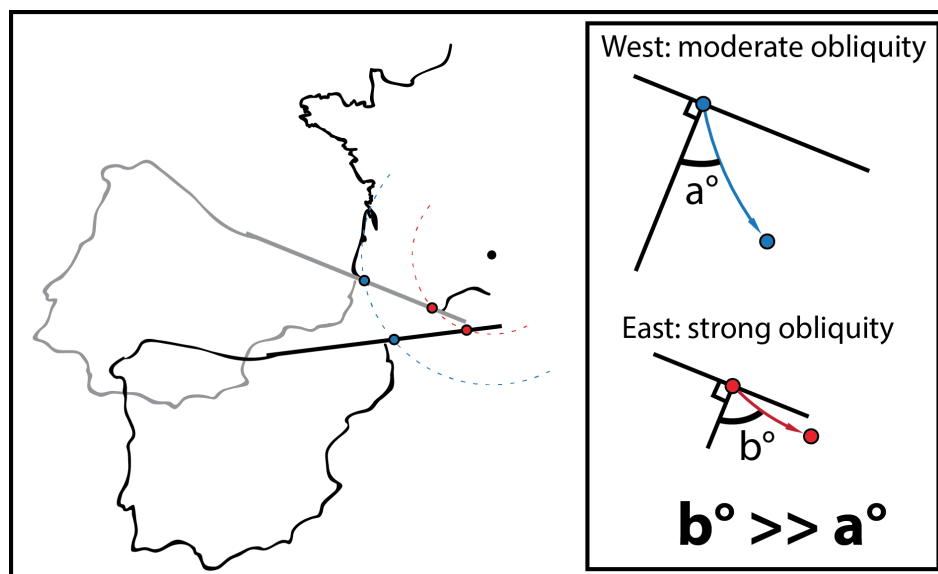 West: moderate obliquity
a°
East: strong obliquity
b°
b° >> a°